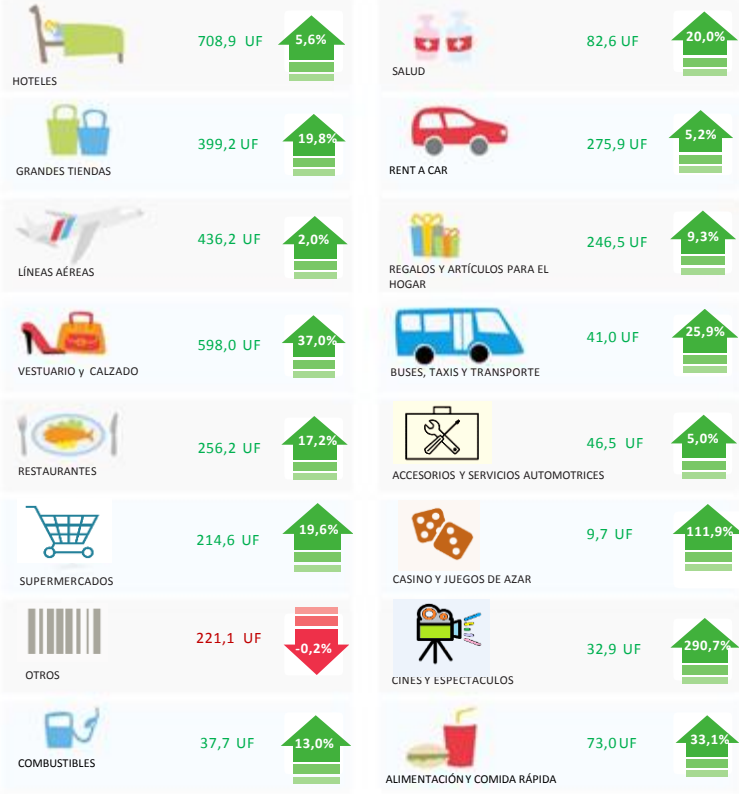 708,9 UF
5,6%
HOTELES
82,6 UF
20,0%
SALUD
399,2 UF
19,8%
GRANDES TIENDAS
275,9 UF
5,2%
RENT A CAR
436,2 UF
2,0%
LÍNEAS AÉREAS
246,5 UF
9,3%
REGALOS Y ARTÍCULOS PARA EL
HOGAR
598,0 UF
37,0%
VESTUARIO y CALZADO
41,0 UF
25,9%
BUSES, TAXIS Y TRANSPORTE
256,2 UF
17,2%
RESTAURANTES
46,5 UF
5,0%
ACCESORIOS Y SERVICIOS AUTOMOTRICES
214,6 UF
19,6%
SUPERMERCADOS
9,7 UF
111,9%
CASINO Y JUEGOS DE AZAR
221,1 UF
-0,2%
OTROS
32,9 UF
290,7%
CINES Y ESPECTACULOS
37,7 UF
13,0%
COMBUSTIBLES
73,0 UF
33,1%
ALIMENTACIÓN Y COMIDA RÁPIDA